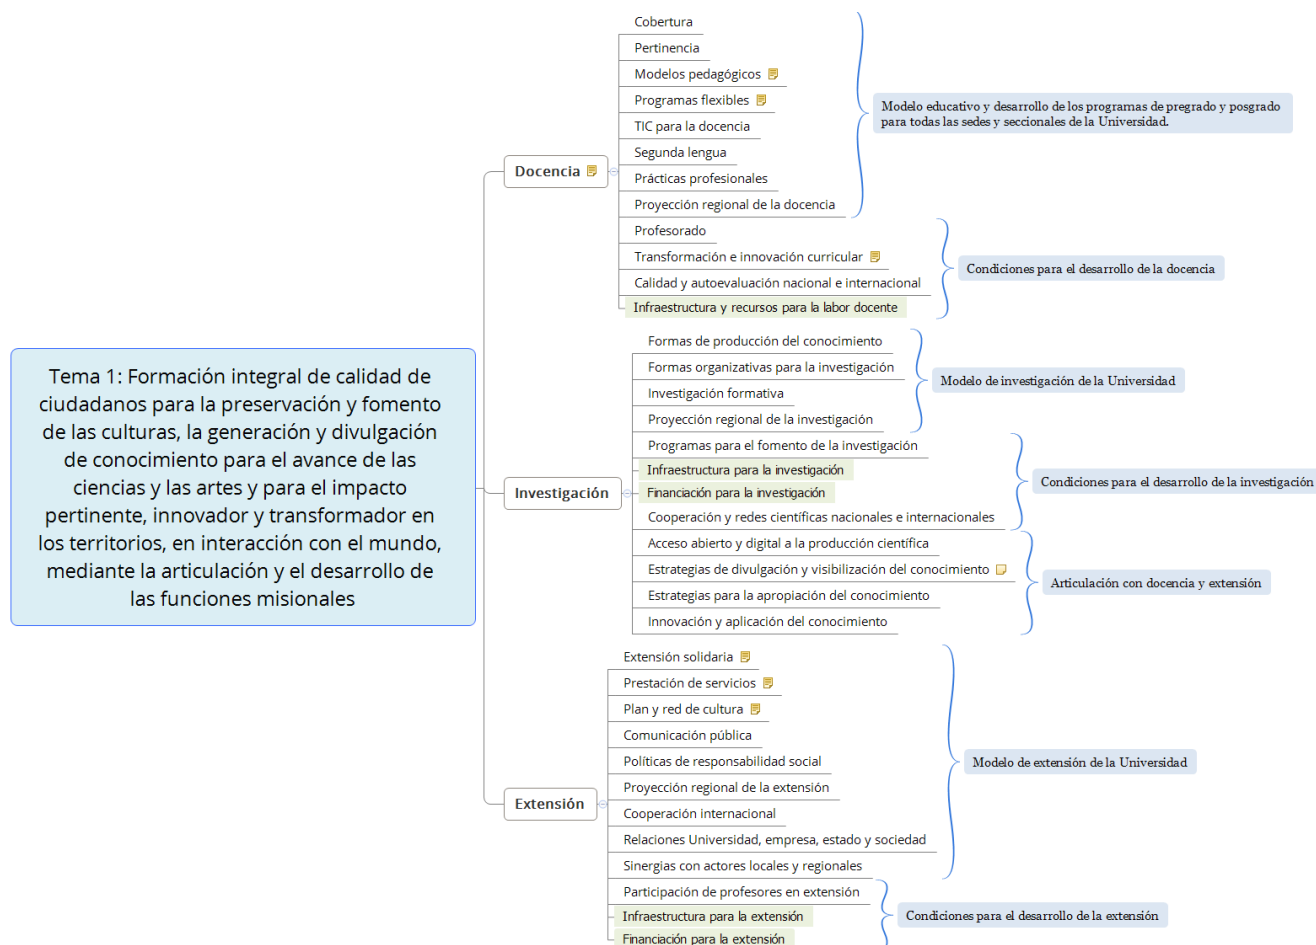 Tema 1: Formación integral de calidad de
ciudadanos para la preservación y fomento
de las culturas, la generación y divulgación
de conocimiento para el avance de las
ciencias y las artes y para el impacto
pertinente, innovador y transformador en
los territorios, en interacción con el mundo,
mediante la articulación y el desarrollo de
las funciones misionales
Docencia
Cobertura
Pertinencia
Modelos pedagógicos
Programas flexibles
TIC para la docencia
Segunda lengua
Prácticas profesionales
Proyección regional de la docencia
Modelo educativo y desarrollo de los programas de pregrado y posgrado
para todas las sedes y seccionales de la Universidad.
Profesorado
Transformación e innovación curricular
Calidad y autoevaluación nacional e internacional
Infraestructura y recursos para la labor docente
Condiciones para el desarrollo de la docencia
Investigación
Formas de producción del conocimiento
Formas organizativas para la investigación
Investigación formativa
Proyección regional de la investigación
Modelo de investigación de la Universidad
Programas para el fomento de la investigación
Infraestructura para la investigación
Financiación para la investigación
Cooperación y redes científicas nacionales e internacionales
Condiciones para el desarrollo de la investigación
Acceso abierto y digital a la producción científica
Estrategias de divulgación y visibilización del conocimiento
Estrategias para la apropiación del conocimiento
Innovación y aplicación del conocimiento
Articulación con docencia y extensión
Extensión
Extensión solidaria
Prestación de servicios
Plan y red de cultura
Comunicación pública
Políticas de responsabilidad social
Proyección regional de la extensión
Cooperación internacional
Relaciones Universidad, empresa, estado y sociedad
Sinergias con actores locales y regionales
Modelo de extensión de la Universidad
Participación de profesores en extensión
Infraestructura para la extensión
Financiación para la extensión
Condiciones para el desarrollo de la extensión